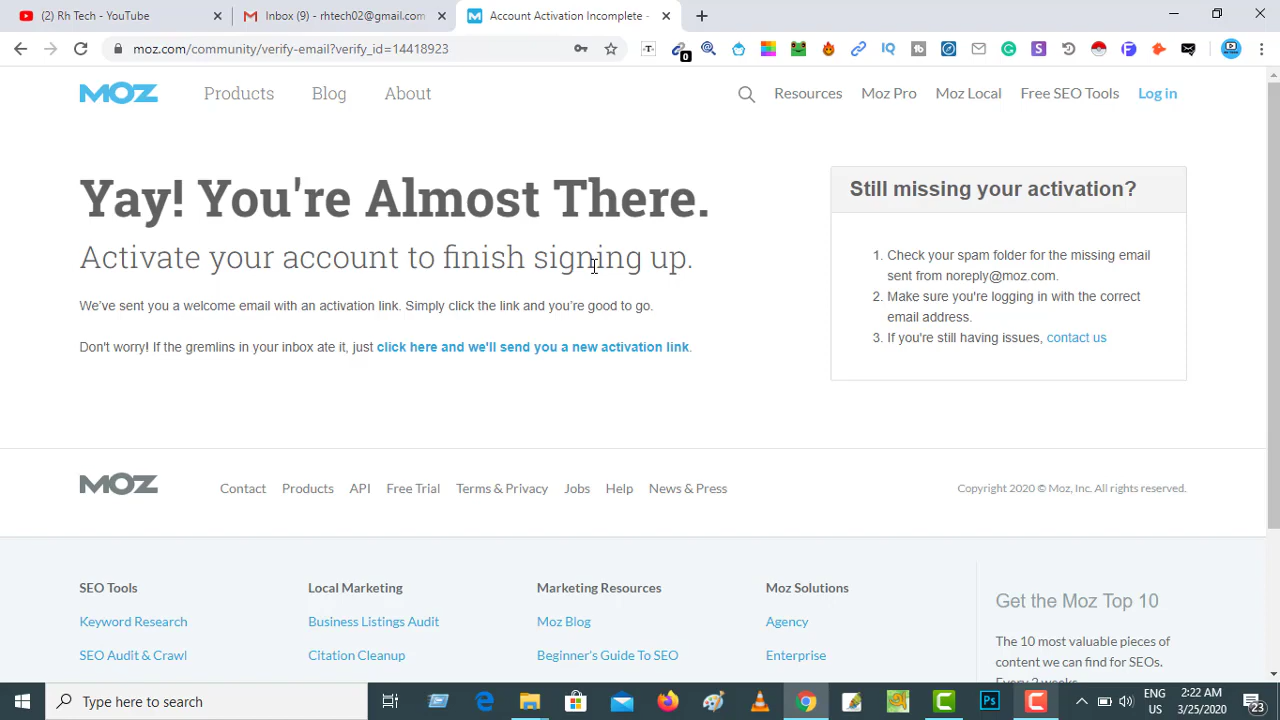 (2) Rh Tech - YouTube
Inbox (9) - rhtech02@gmail.com
Account Activation Incomplete -
moz.com/community/verify-email?verify_id=14418923
0
MOZ
Products
Blog
About
Resources
Moz Pro
Moz Local
Free SEO Tools
Log in
Yay! You're Almost There.
Activate your account to finish signing up.
We've sent you a welcome email with an activation link. Simply click the link and you're good to go.
Don't worry! If the gremlins in your inbox ate it, just click here and we'll send you a new activation link.
Still missing your activation?
1. Check your spam folder for the missing email
sent from noreply@moz.com.
2. Make sure you're logging in with the correct
email address.
3. If you're still having issues, contact us
MOZ
Contact
Products
API
Free Trial
Terms & Privacy
Jobs
Help
News & Press
Copyright 2020 © Moz, Inc. All rights reserved.
SEO Tools
Keyword Research
SEO Audit & Crawl
Local Marketing
Business Listings Audit
Citation Cleanup
Marketing Resources
Moz Blog
Beginner's Guide To SEO
Moz Solutions
Agency
Enterprise
Get the Moz Top 10
The 10 most valuable pieces of
content we can find for SEOs.
Every 2 weeks.
Type here to search
ENG
US
2:22 AM
3/25/2020
23